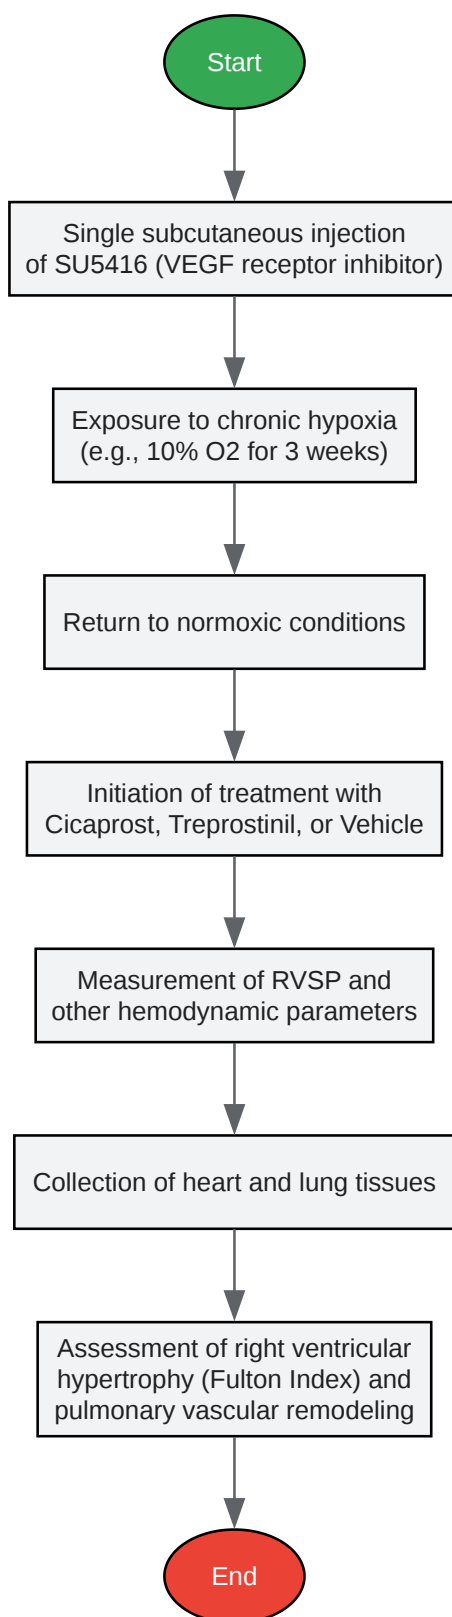 Start
Single subcutaneous injection
of SU5416 (VEGF receptor inhibitor)
Exposure to chronic hypoxia
(e.g., 10% O2 for 3 weeks)
Return to normoxic conditions
Initiation of treatment with
Cicaprost, Treprostinil, or Vehicle
Measurement of RVSP and
other hemodynamic parameters
Collection of heart and lung tissues
Assessment of right ventricular
hypertrophy (Fulton Index) and
pulmonary vascular remodeling
End